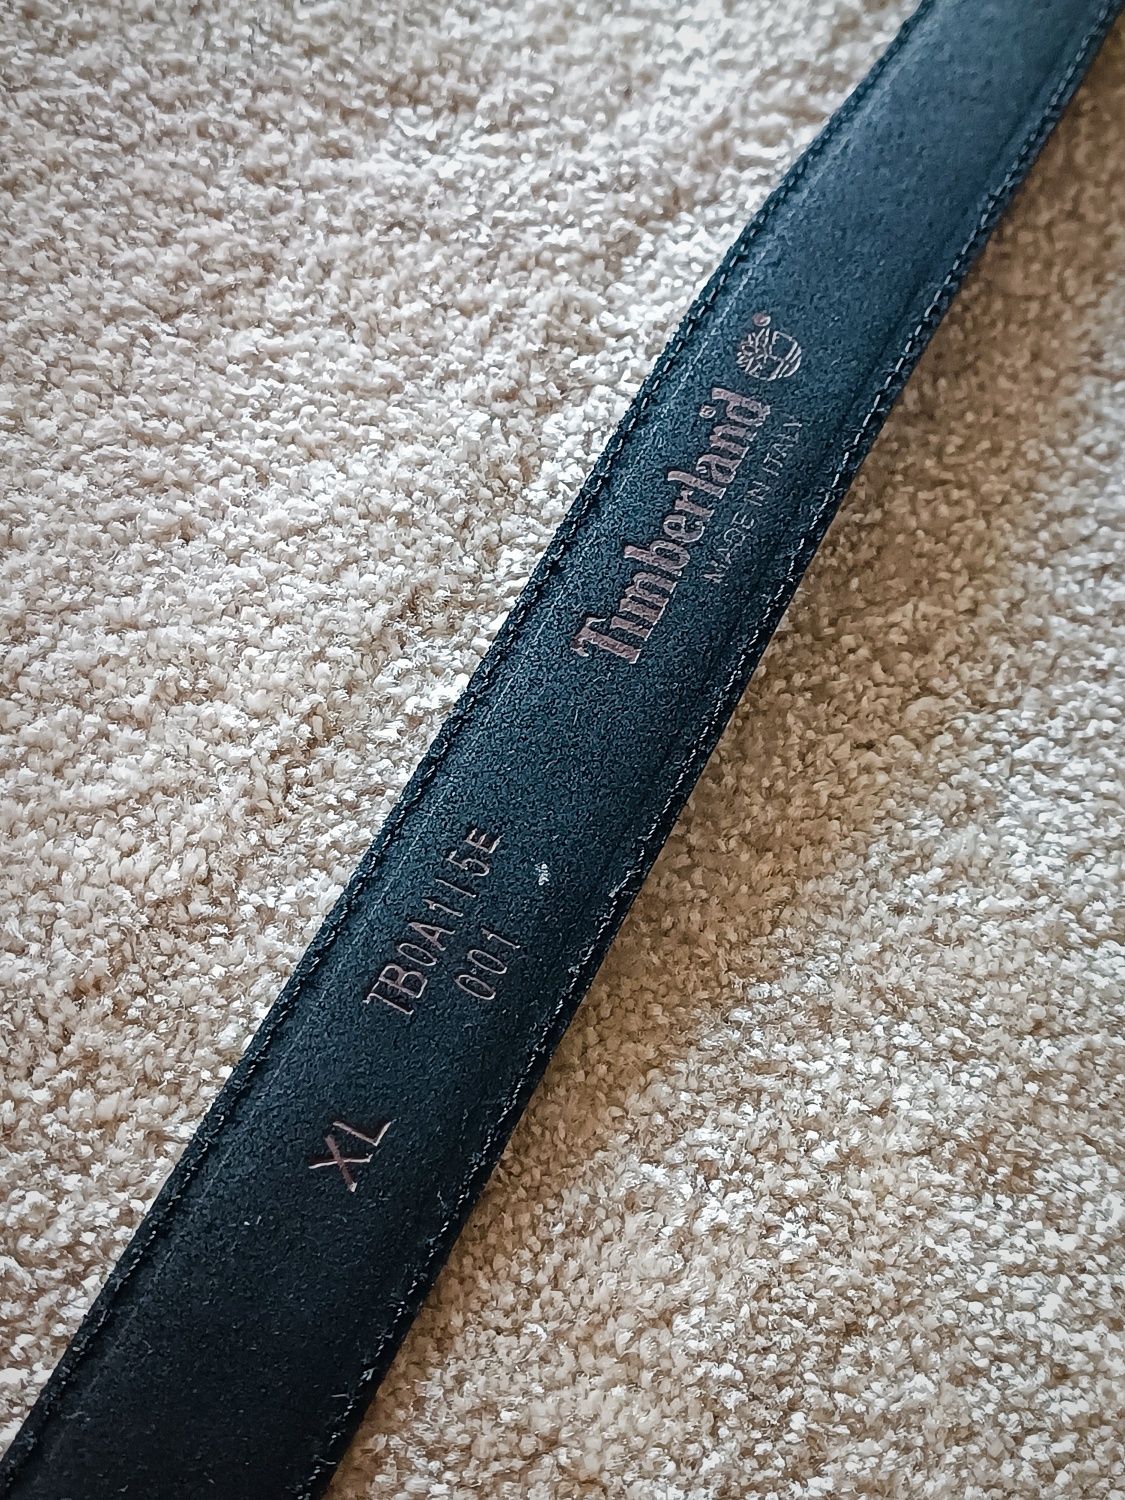 Timberland
MADE IN ITALY
TB0A115E
001
XL